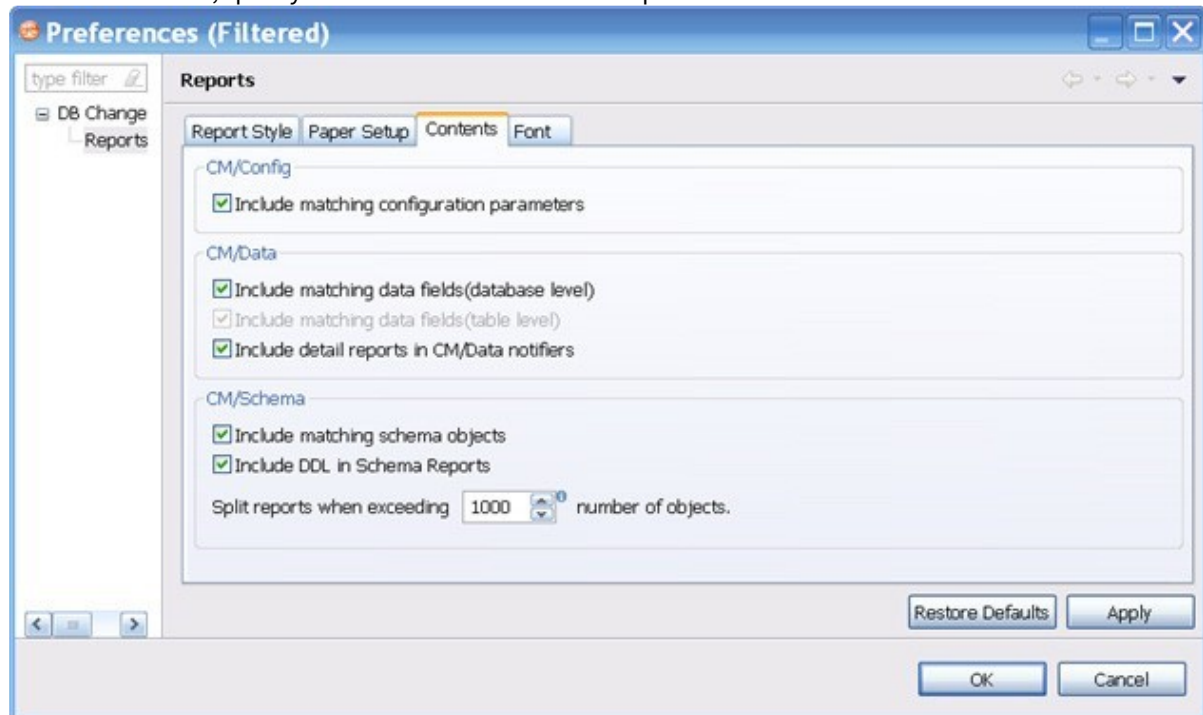 Preferences (Filtered)
type filter
Reports
DB Change
Reports
Report Style Paper Setup Contents Font
CM/Config
Include matching configuration parameters
CM/Data
Include matching data fields(database level)
Include matching data fields(table level)
Include detail reports in CM/Data notifiers
CM/Schema
Include matching schema objects
Include DDL in Schema Reports
Split reports when exceeding 1000 number of objects.
Restore Defaults Apply
OK Cancel